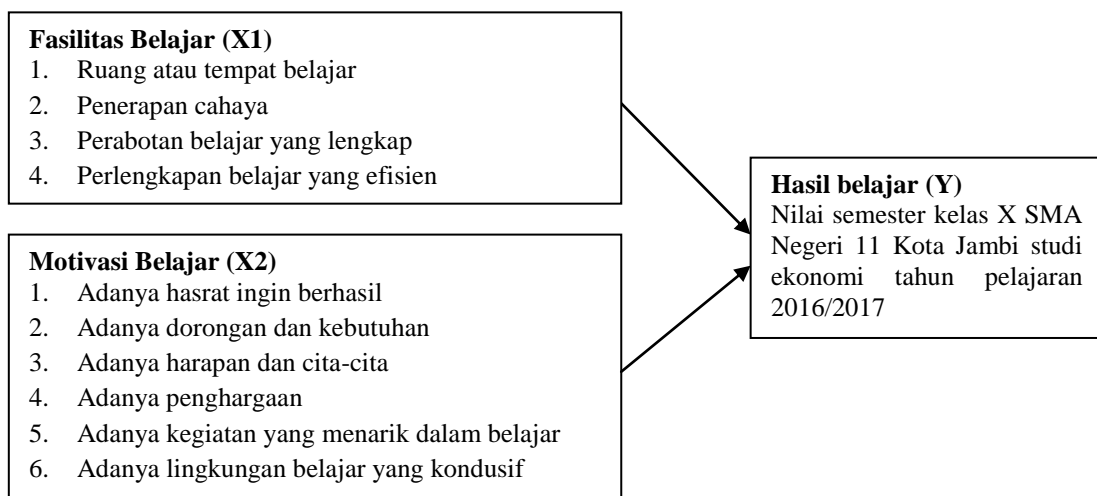 Fasilitas Belajar (X1)
1. Ruang atau tempat belajar
2. Penerapan cahaya
3. Perabotan belajar yang lengkap
4. Perlengkapan belajar yang efisien
Motivasi Belajar (X2)
1. Adanya hasrat ingin berhasil
2. Adanya dorongan dan kebutuhan
3. Adanya harapan dan cita-cita
4. Adanya penghargaan
5. Adanya kegiatan yang menarik dalam belajar
6. Adanya lingkungan belajar yang kondusif
Hasil belajar (Y)
Nilai semester kelas X SMA
Negeri 11 Kota Jambi studi
ekonomi tahun pelajaran
2016/2017